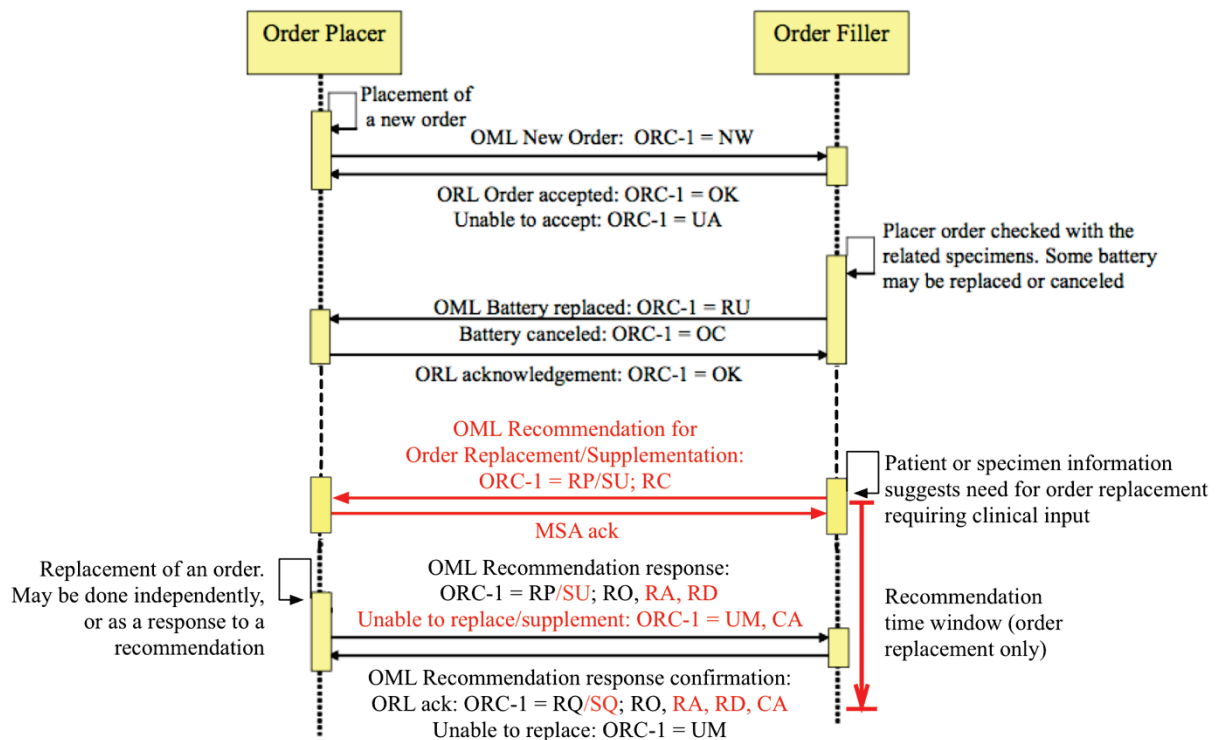 Order Placer
Order Filler
Placement of
a new order
OML New Order:  ORC-1 = NW
ORL Order accepted: ORC-1 = OK
Unable to accept: ORC-1 = UA
Placer order checked with the
related specimens. Some battery
may be replaced or canceled
OML Battery replaced: ORC-1 = RU
Battery canceled: ORC-1 = OC
ORL acknowledgement: ORC-1 = OK
OML Recommendation for
Order Replacement/Supplementation:
ORC-1 = RP/SU; RC
Patient or specimen information
suggests need for order replacement
requiring clinical input
MSA ack
Replacement of an order.
May be done independently,
or as a response to a
recommendation
OML Recommendation response:
ORC-1 = RP/SU; RO, RA, RD
Unable to replace/supplement: ORC-1 = UM, CA
Recommendation
time window (order
replacement only)
OML Recommendation response confirmation:
ORL ack: ORC-1 = RQ/SQ; RO, RA, RD, CA
Unable to replace: ORC-1 = UM